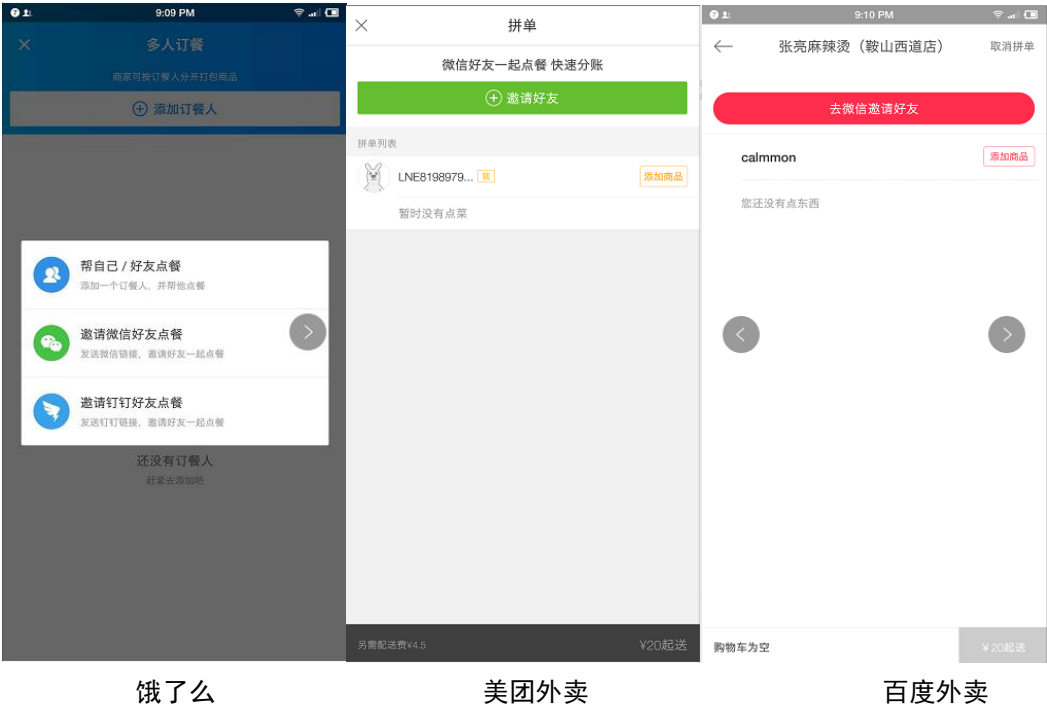 9:09 PM
多人订餐
商家可按订餐人分开打包商品
添加订餐人
帮自己 / 好友点餐
添加一个订餐人，并帮他点餐
邀请微信好友点餐
发送微信链接，邀请好友一起点餐
邀请钉钉好友点餐
发送钉钉链接，邀请好友一起点餐
还没有订餐人
赶紧去添加吧
饿了么
拼单
微信好友一起点餐 快速分账
邀请好友
拼单列表
LNE8198979... 我
添加商品
暂时没有点菜
另需配送费¥4.5
¥20起送
美团外卖
9:10 PM
张亮麻辣烫（鞍山西道店）
取消拼单
去微信邀请好友
calmmon
添加商品
您还没有点东西
购物车为空
¥20起送
百度外卖